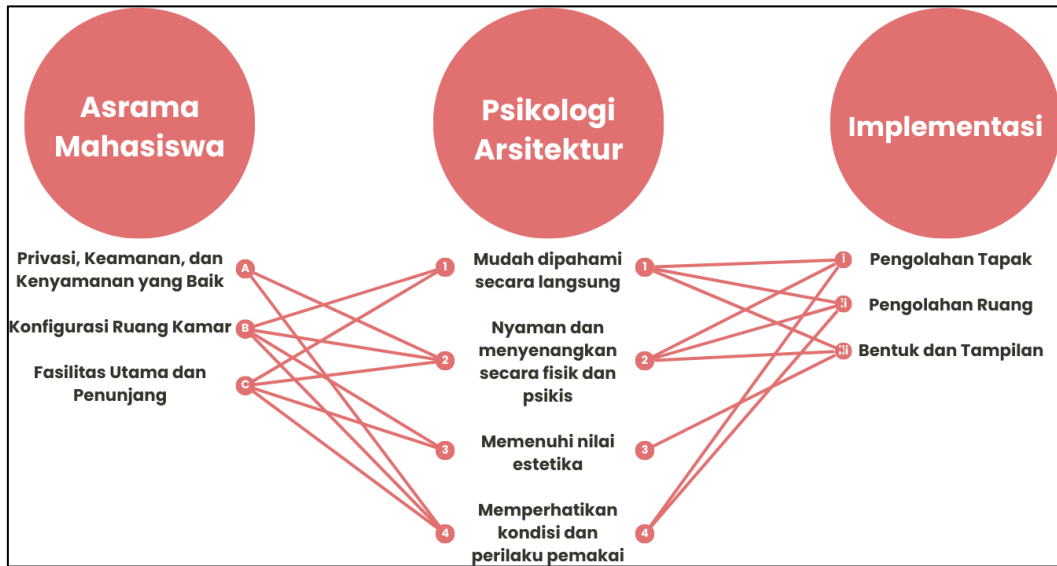 Asrama
Mahasiswa
Psikologi
Arsitektur
Implementasi
Privasi, Keamanan, dan
Kenyamanan yang Baik
A
Konfigurasi Ruang Kamar
B
Fasilitas Utama dan
Penunjang
C
1
Mudah dipahami
secara langsung
1
2
Nyaman dan
menyenangkan
secara fisik dan
psikis
2
3
Memenuhi nilai
estetika
3
4
Memperhatikan
kondisi dan
perilaku pemakai
4
i
Pengolahan Tapak
ii
Pengolahan Ruang
iii
Bentuk dan Tampilan